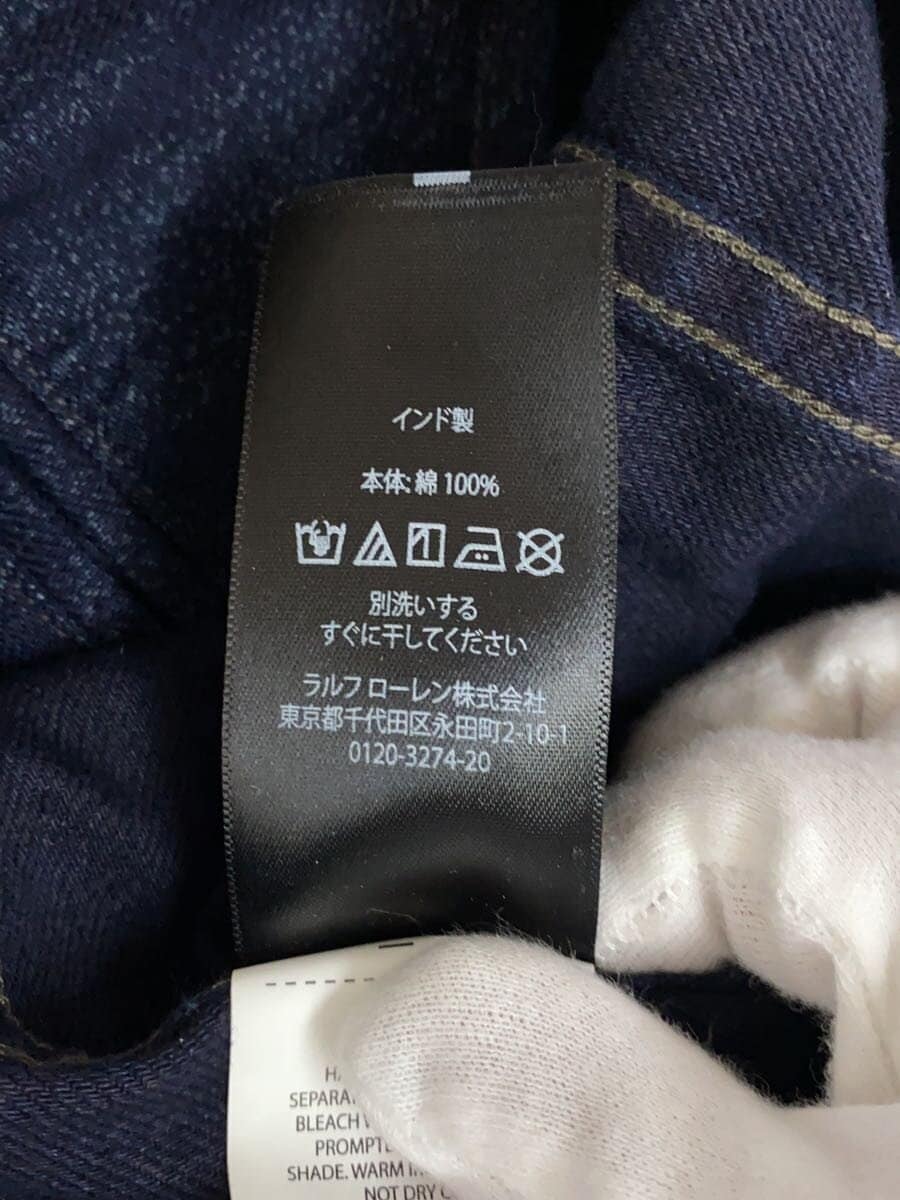 インド製
本体: 綿 100%
別洗いする
すぐに干してください
ラルフ ローレン株式会社
東京都千代田区永田町2-10-1
0120-3274-20
BLEACH
SHADE. WARM
NOT DRY